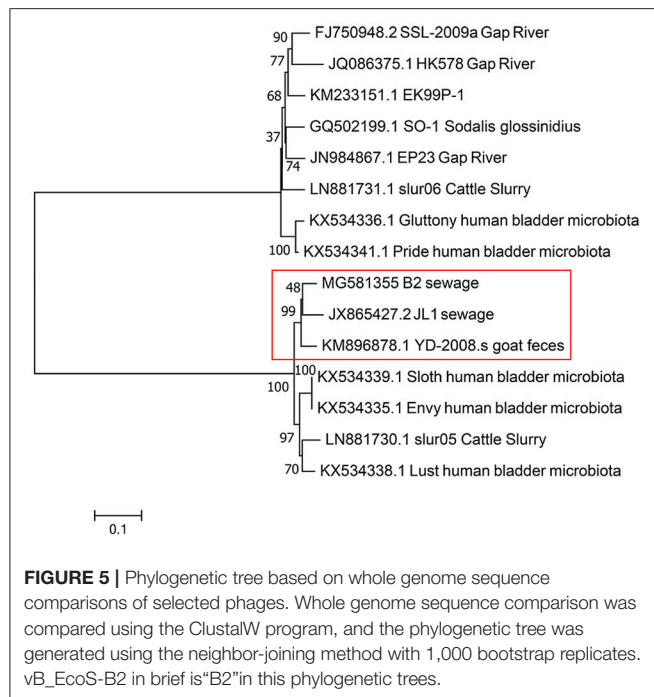 90
FJ750948.2 SSL-2009a Gap River
77
JQ086375.1 HK578 Gap River
68
KM233151.1 EK99P-1
GQ502199.1 SO-1 Sodalis glossinidius
37
JN984867.1 EP23 Gap River
74
LN881731.1 slur06 Cattle Slurry
KX534336.1 Gluttony human bladder microbiota
100
KX534341.1 Pride human bladder microbiota
48
MG581355 B2 sewage
99
JX865427.2 JL1 sewage
KM896878.1 YD-2008.s goat feces
100
KX534339.1 Sloth human bladder microbiota
100
KX534335.1 Envy human bladder microbiota
97
LN881730.1 slur05 Cattle Slurry
70
KX534338.1 Lust human bladder microbiota
0.1
FIGURE 5 | Phylogenetic tree based on whole genome sequence
comparisons of selected phages. Whole genome sequence comparison was
compared using the ClustalW program, and the phylogenetic tree was
generated using the neighbor-joining method with 1,000 bootstrap replicates.
vB_EcoS-B2 in brief is“B2”in this phylogenetic trees.